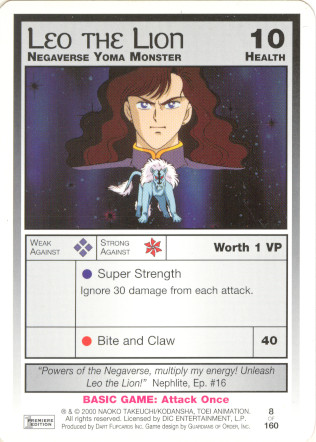 LEO THE LION
10
NEGAVERSE YOMA MONSTER
HEALTH
WEAK AGAINST
STRONG AGAINST
Worth 1 VP
Super Strength
Ignore 30 damage from each attack.
Bite and Claw
40
“Powers of the Negaverse, multiply my energy! Unleash
Leo the Lion!” Nephlite, Ep. #16
BASIC GAME: Attack Once
PREMIERE EDITION
® & © 2000 NAOKO TAKEUCHI/KODANSHA, TOEI ANIMATION.
All rights reserved. Licensed by DIC ENTERTAINMENT, L.P.
Produced by DART FLIPCARDS INC. Game design by GUARDIANS OF ORDER, INC.
8
OF
160